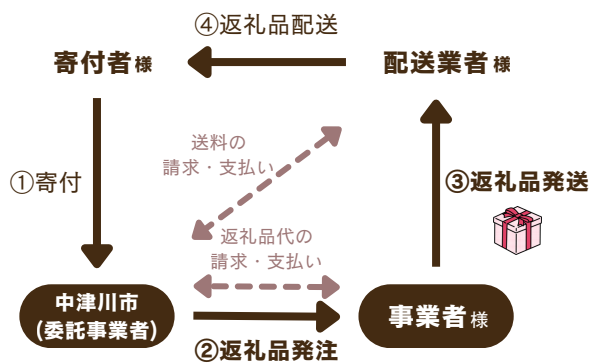 ④返礼品配送
寄付者様
配送業者様
送料の
請求・支払い
①寄付
③返礼品発送
返礼品代の
請求・支払い
中津川市
(委託事業者)
事業者様
②返礼品発注